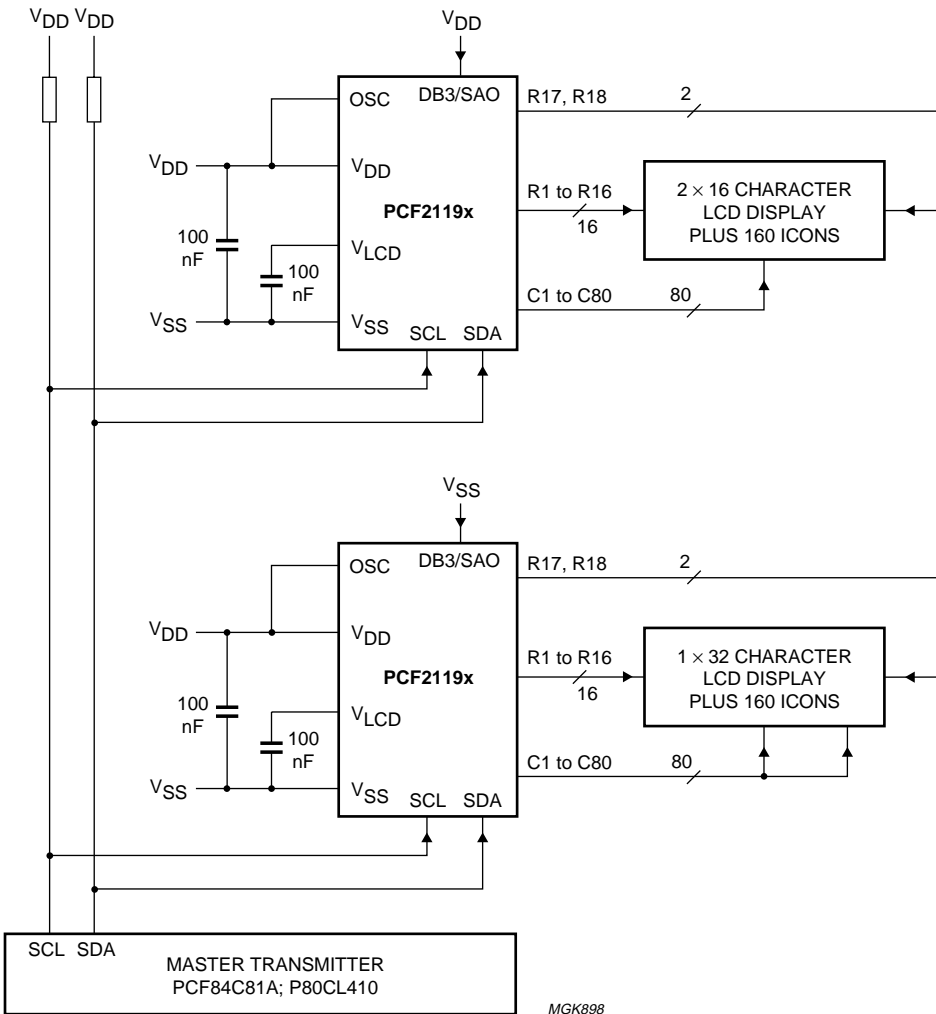 VDD VDD
VDD
OSC
DB3/SAO
R17, R18
2
VDD
VDD
PCF2119x
R1 to R16
16
2 × 16 CHARACTER
LCD DISPLAY
PLUS 160 ICONS
100
nF
VLCD
100
nF
C1 to C80
80
VSS
VSS
SCL SDA
VSS
OSC
DB3/SAO
R17, R18
2
VDD
VDD
PCF2119x
R1 to R16
16
1 × 32 CHARACTER
LCD DISPLAY
PLUS 160 ICONS
100
nF
VLCD
100
nF
C1 to C80
80
VSS
VSS
SCL SDA
SCL SDA
MASTER TRANSMITTER
PCF84C81A; P80CL410
MGK898